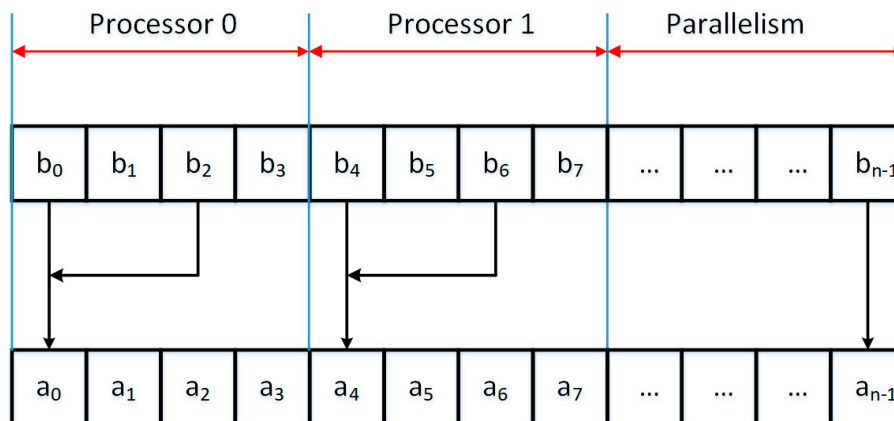 Processor 0 Processor 1 Parallelism
b₀ b₁ b₂ b₃ b₄ b₅ b₆ b₇ ... ... ... bₙ₋₁
a₀ a₁ a₂ a₃ a₄ a₅ a₆ a₇ ... ... ... aₙ₋₁